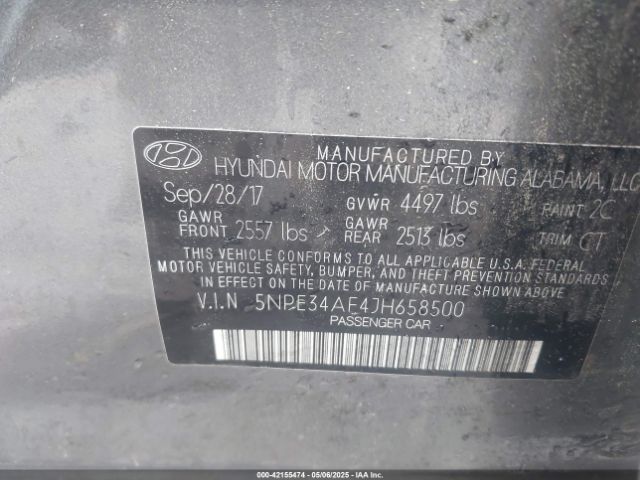 MANUFACTURED BY
HYUNDAI MOTOR MANUFACTURING ALABAMA, LLC
Sep/28/17 GVWR 4497 lbs PAINT 2C
GAWR FRONT 2557 lbs GAWR REAR 2513 lbs TRIM CT
THIS VEHICLE CONFORMS TO ALL APPLICABLE U.S.A. FEDERAL
MOTOR VEHICLE SAFETY, BUMPER, AND THEFT PREVENTION STANDARDS
IN EFFECT ON THE DATE OF MANUFACTURE SHOWN ABOVE.
V.I.N 5NPE34AF4JH658500
PASSENGER CAR
000-42155474 05/06/2025 IAA Inc.